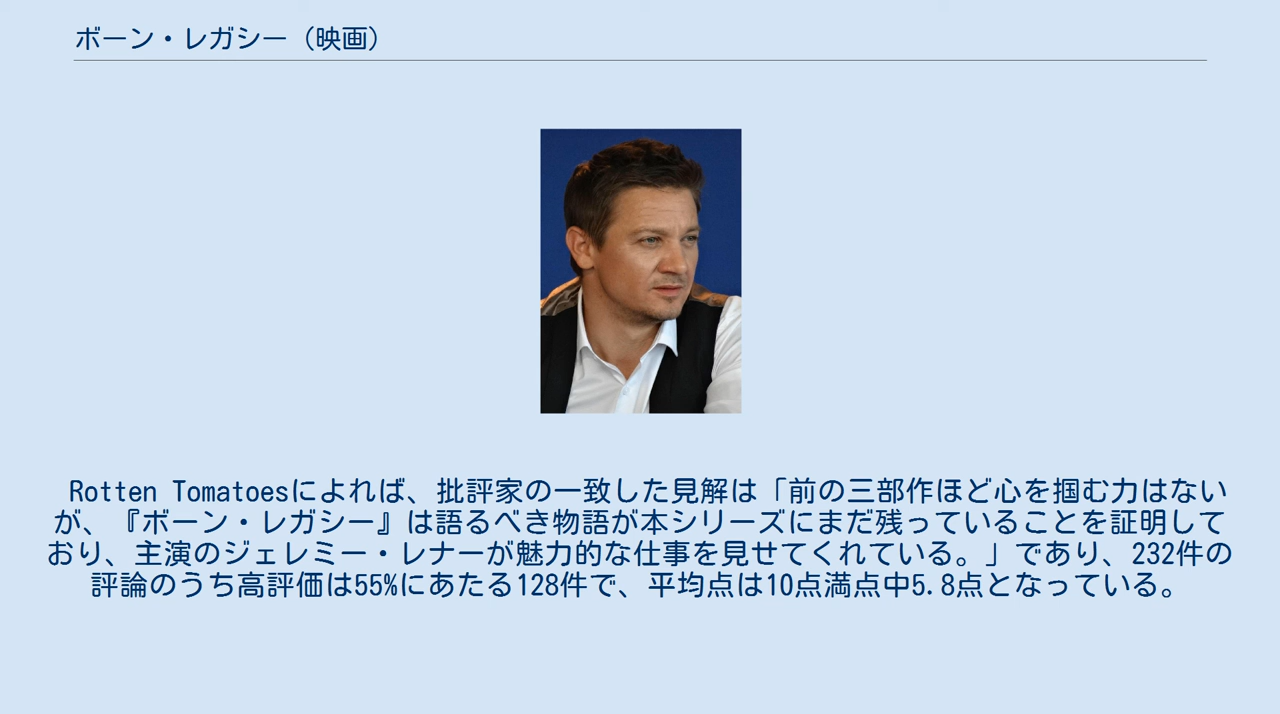 ボーン・レガシー（映画）
Rotten Tomatoesによれば、批評家の一致した見解は「前の三部作ほど心を掴む力はない
が、『ボーン・レガシー』は語るべき物語が本シリーズにまだ残っていることを証明して
おり、主演のジェレミー・レナーが魅力的な仕事を見せてくれている。」であり、232件の
評論のうち高評価は55%にあたる128件で、平均点は10点満点中5.8点となっている。